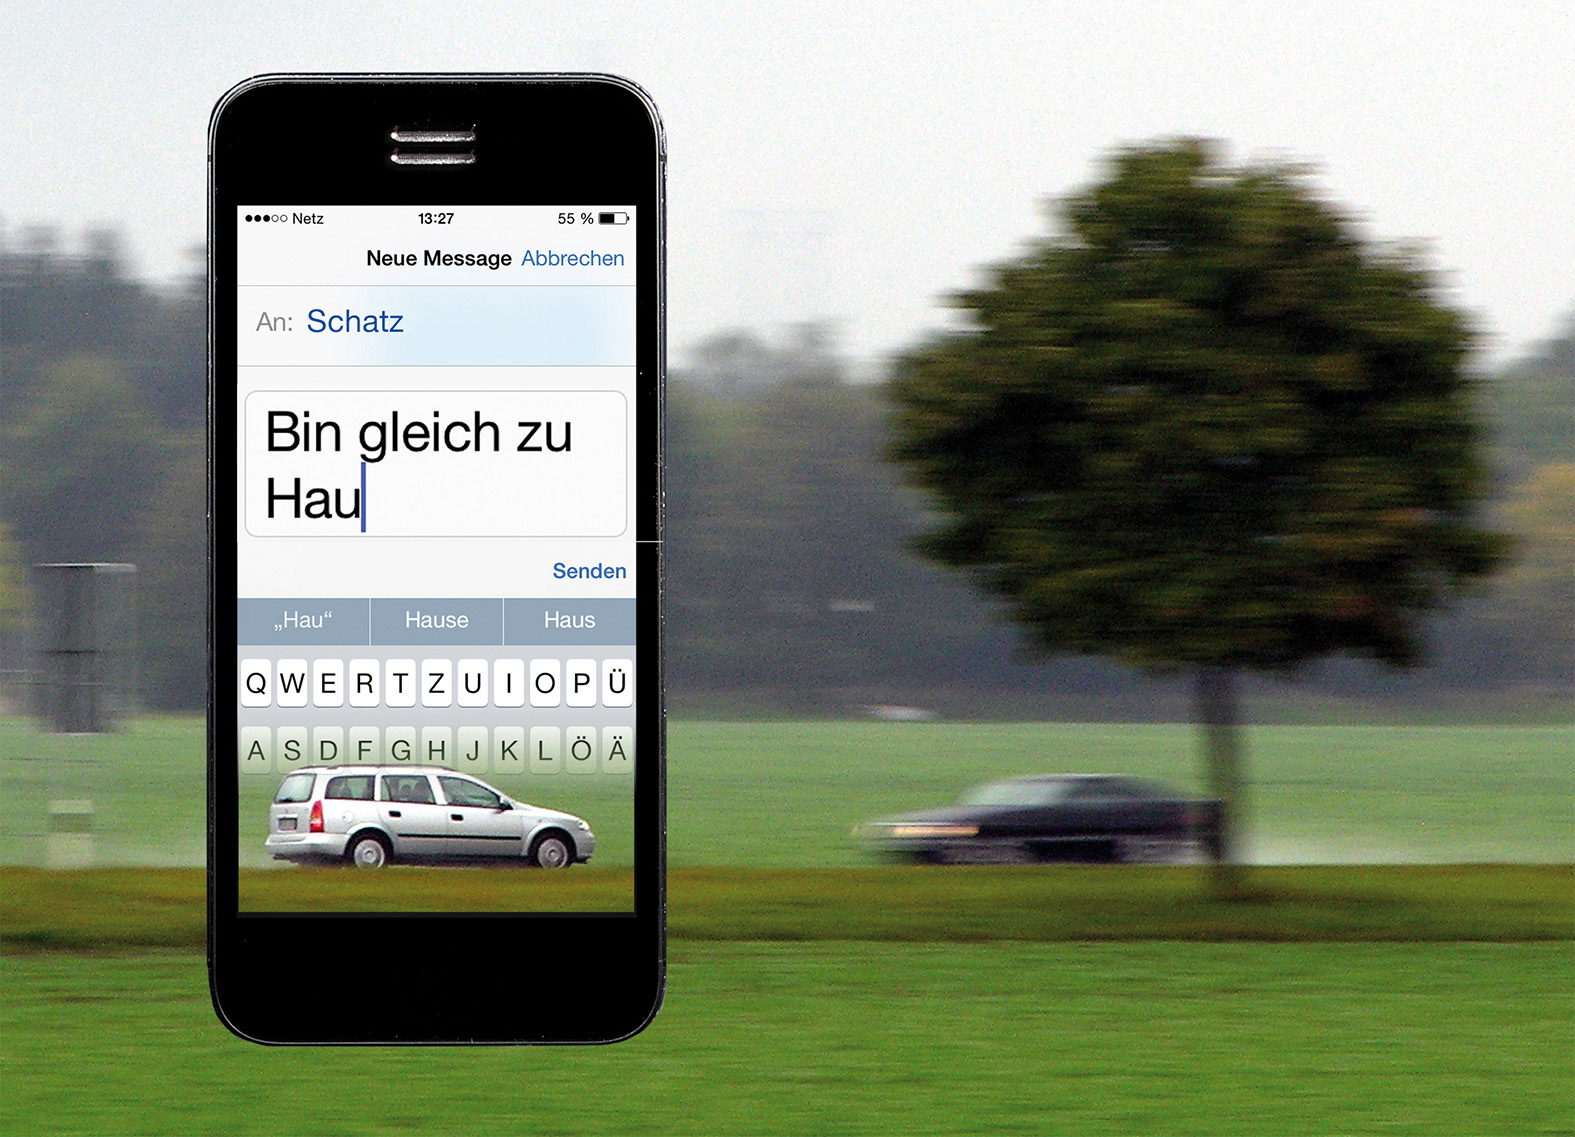 ●●●○○ Netz 13:27 55 %
Neue Message Abbrechen
An: Schatz
Bin gleich zu
Hau
Senden
„Hau“ Hause Haus
Q W E R T Z U I O P Ü
A S D F G H J K L Ö Ä